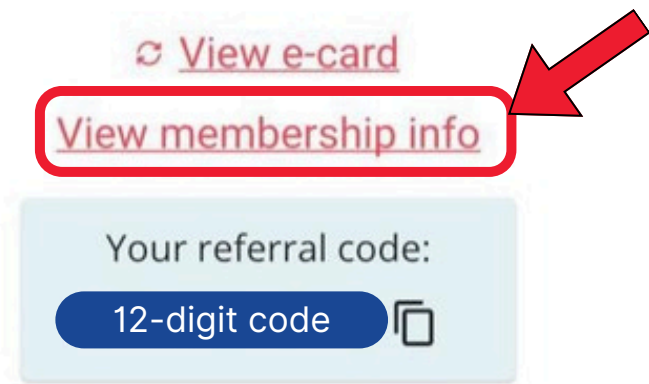 View e-card
View membership info
Your referral code:
12-digit code